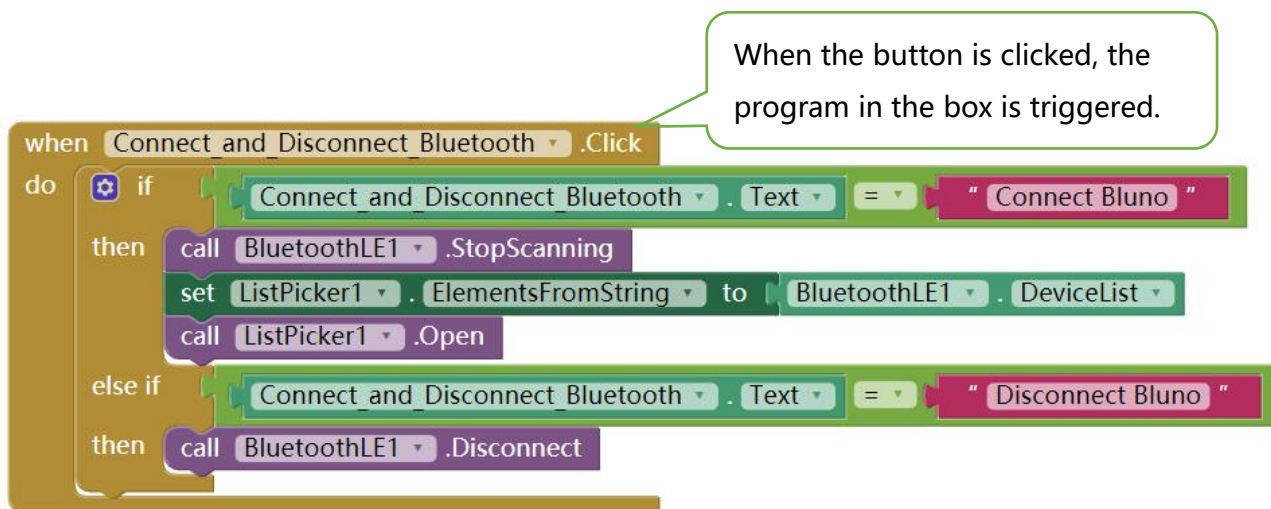 When the button is clicked, the
program in the box is triggered.
when Connect_and_Disconnect_Bluetooth .Click
do if Connect_and_Disconnect_Bluetooth . Text = " Connect Bluno "
then call BluetoothLE1 .StopScanning
set ListPicker1 . ElementsFromString to BluetoothLE1 . DeviceList
call ListPicker1 .Open
else if Connect_and_Disconnect_Bluetooth . Text = " Disconnect Bluno "
then call BluetoothLE1 .Disconnect